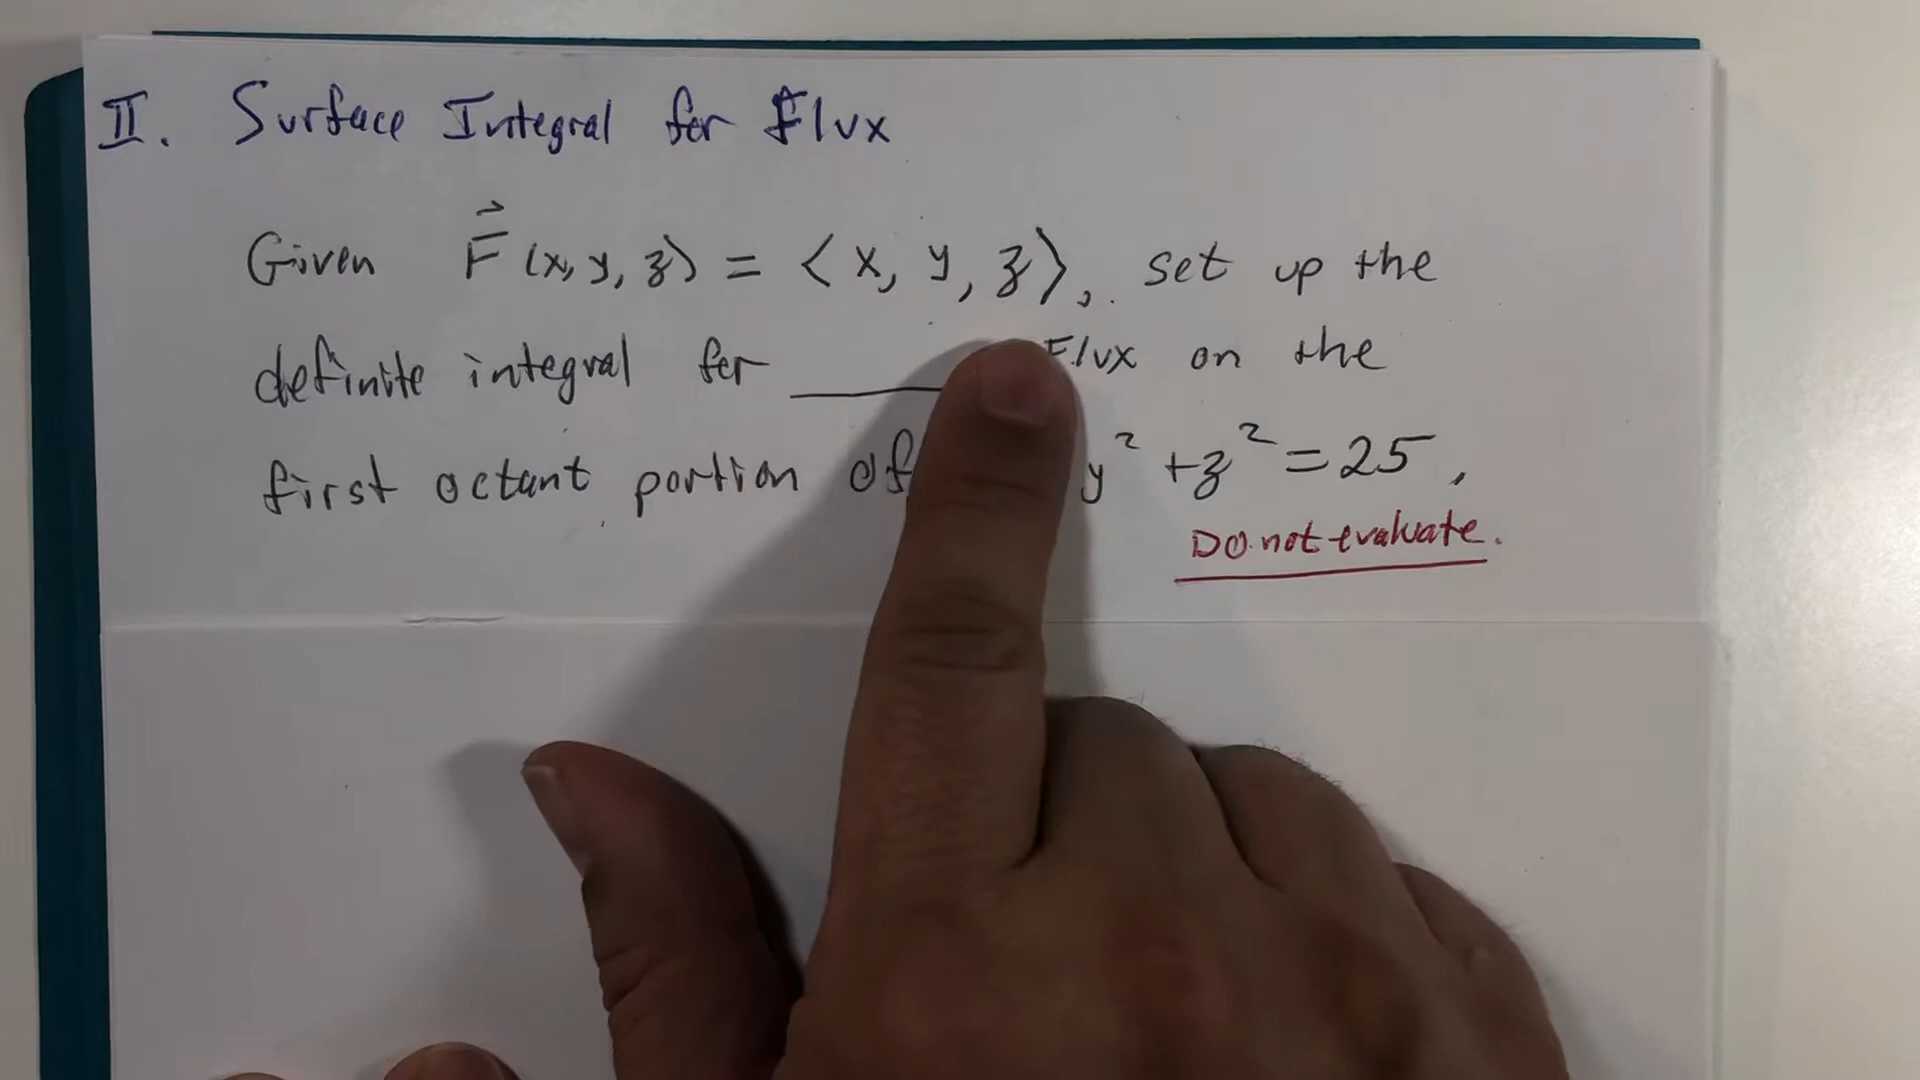 II. Surface Integral for Flux
Given F⃗(x, y, z) = ⟨x, y, z⟩, set up the
definite integral for ______ Flux on the
first octant portion of y² + z² = 25,
Do not evaluate.